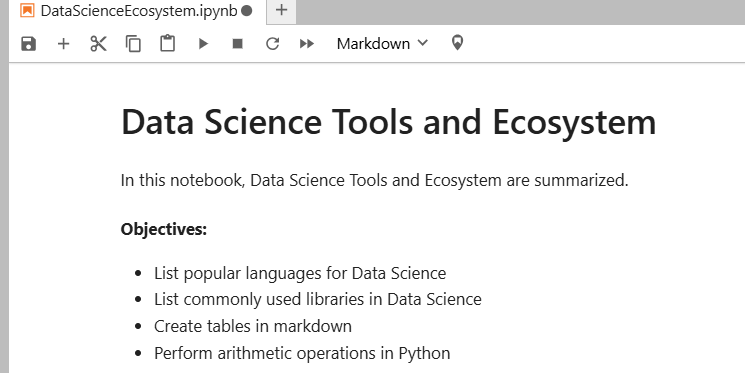 DataScienceEcosystem.ipynb
Markdown
Data Science Tools and Ecosystem
In this notebook, Data Science Tools and Ecosystem are summarized.
Objectives:
• List popular languages for Data Science
• List commonly used libraries in Data Science
• Create tables in markdown
• Perform arithmetic operations in Python